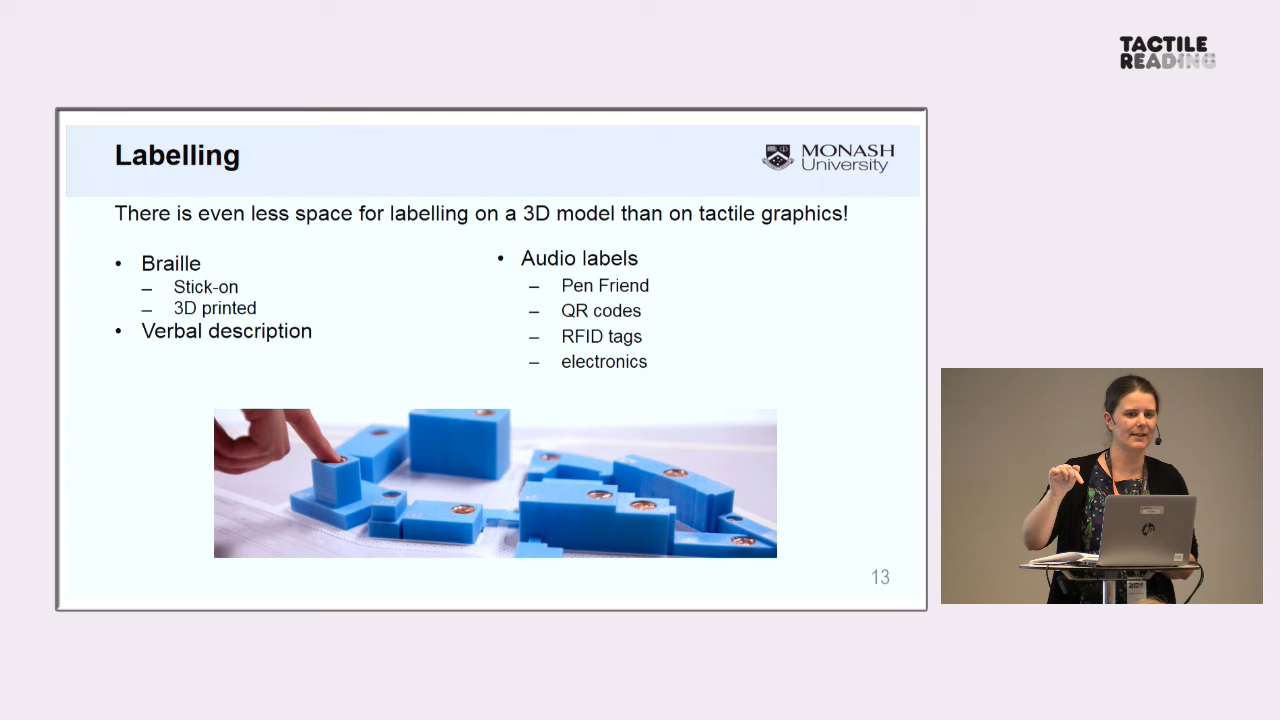 TACTILE
READING
Labelling
MONASH
University
There is even less space for labelling on a 3D model than on tactile graphics!
• Braille
– Stick-on
– 3D printed
• Verbal description
• Audio labels
– Pen Friend
– QR codes
– RFID tags
– electronics
13